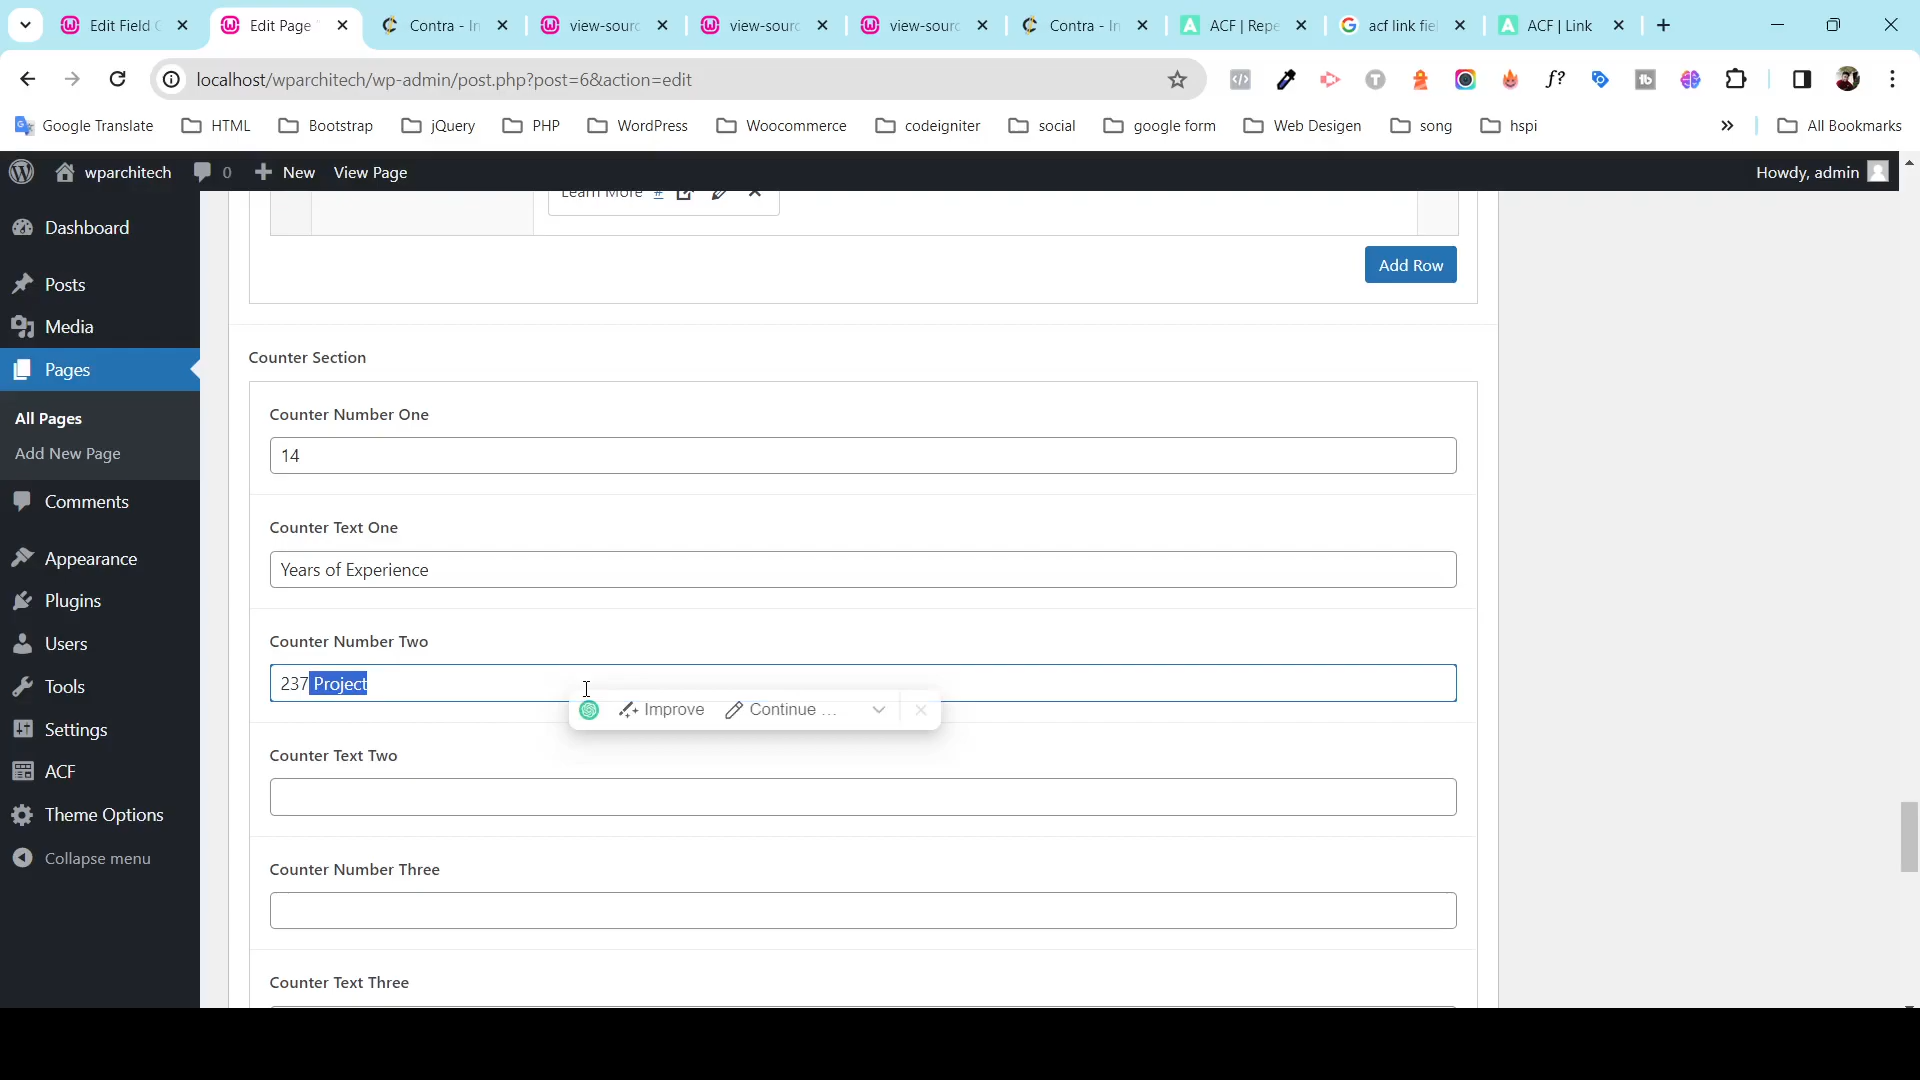 Edit Field C
Edit Page
Contra - In
view-sourc
view-sourc
view-sourc
Contra - In
ACF | Repe
acf link fie
ACF | Link
localhost/wparchitech/wp-admin/post.php?post=6&action=edit
Google Translate
HTML
Bootstrap
jQuery
PHP
WordPress
Woocommerce
codeigniter
social
google form
Web Desigen
song
hspi
All Bookmarks
wparchitech
0
New
View Page
Howdy, admin
Dashboard
Posts
Media
Pages
All Pages
Add New Page
Comments
Appearance
Plugins
Users
Tools
Settings
ACF
Theme Options
Collapse menu
Learn More #
Add Row
Counter Section
Counter Number One
14
Counter Text One
Years of Experience
Counter Number Two
237 Project
Improve
Continue ...
Counter Text Two
Counter Number Three
Counter Text Three